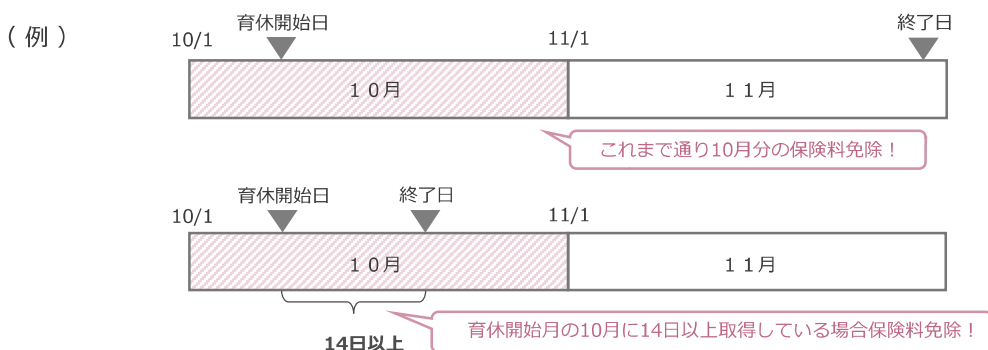 （例）
育休開始日
終了日
10/1
11/1
１０月
１１月
これまで通り10月分の保険料免除！
育休開始日
終了日
10/1
11/1
１０月
１１月
育休開始月の10月に14日以上取得している場合保険料免除！
14日以上